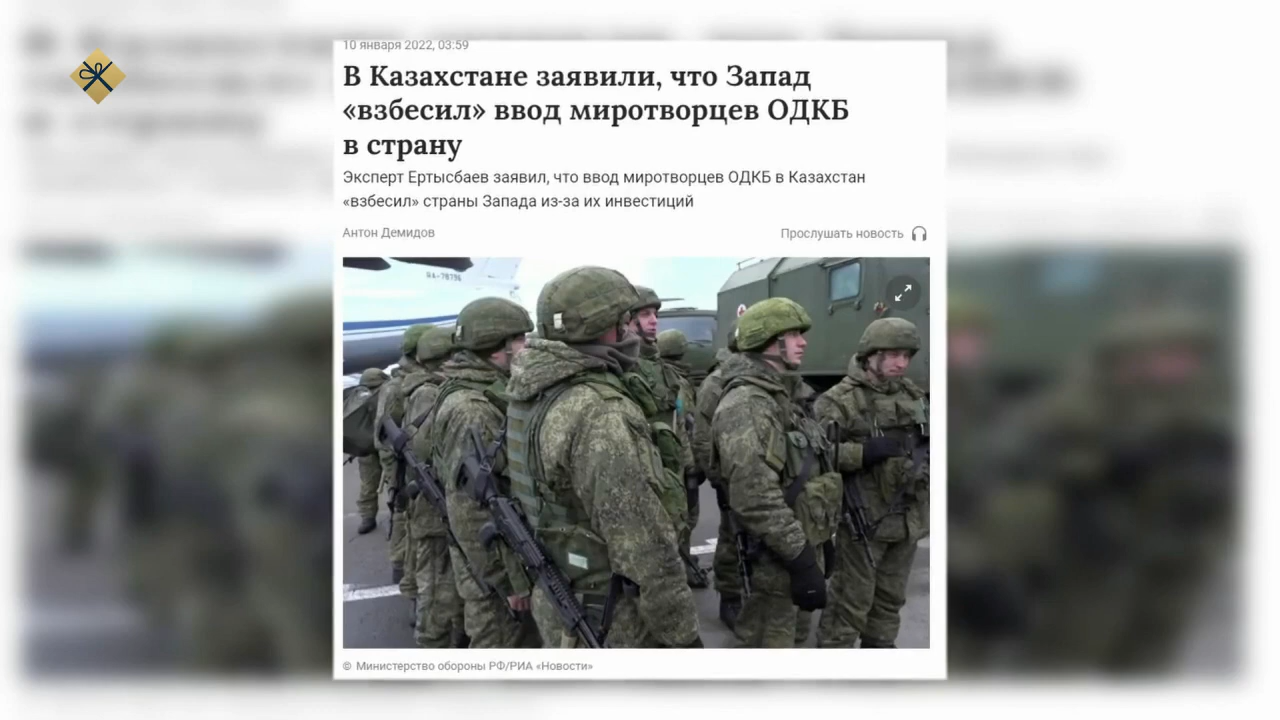 10 января 2022, 03:59
В Казахстане заявили, что Запад
«взбесил» ввод миротворцев ОДКБ
в страну
Эксперт Ертысбаев заявил, что ввод миротворцев ОДКБ в Казахстан
«взбесил» страны Запада из-за их инвестиций
Антон Демидов
Прослушать новость
RA-78796
© Министерство обороны РФ/РИА «Новости»